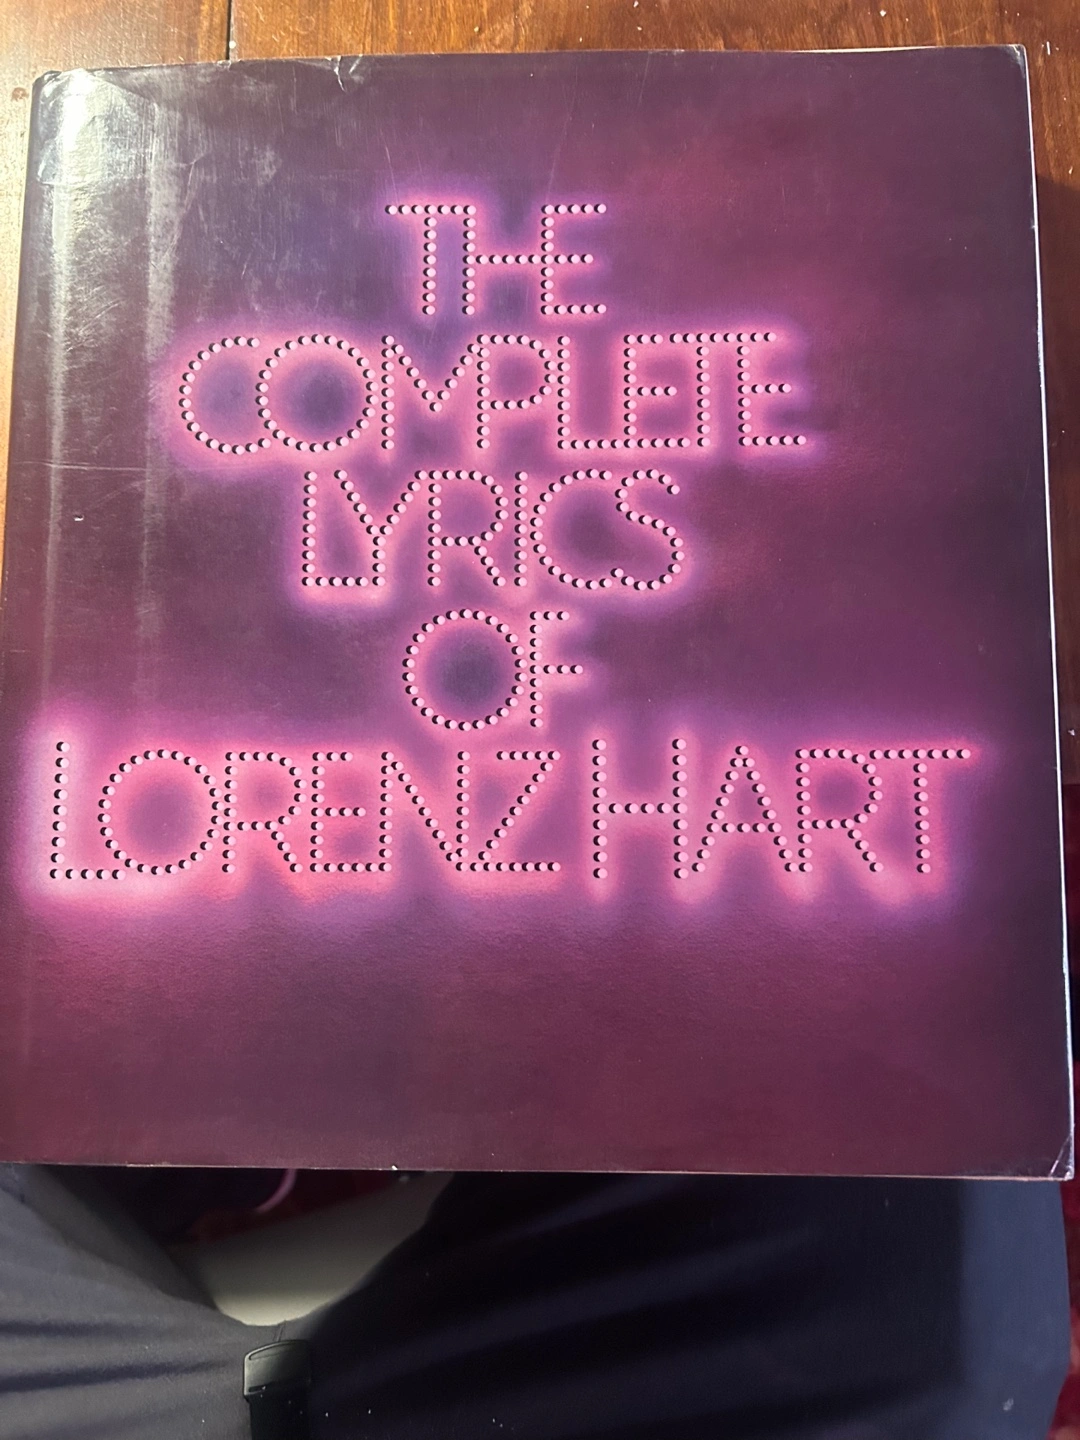 THE
COMPLETE
LYRICS
OF
LORENZ HART